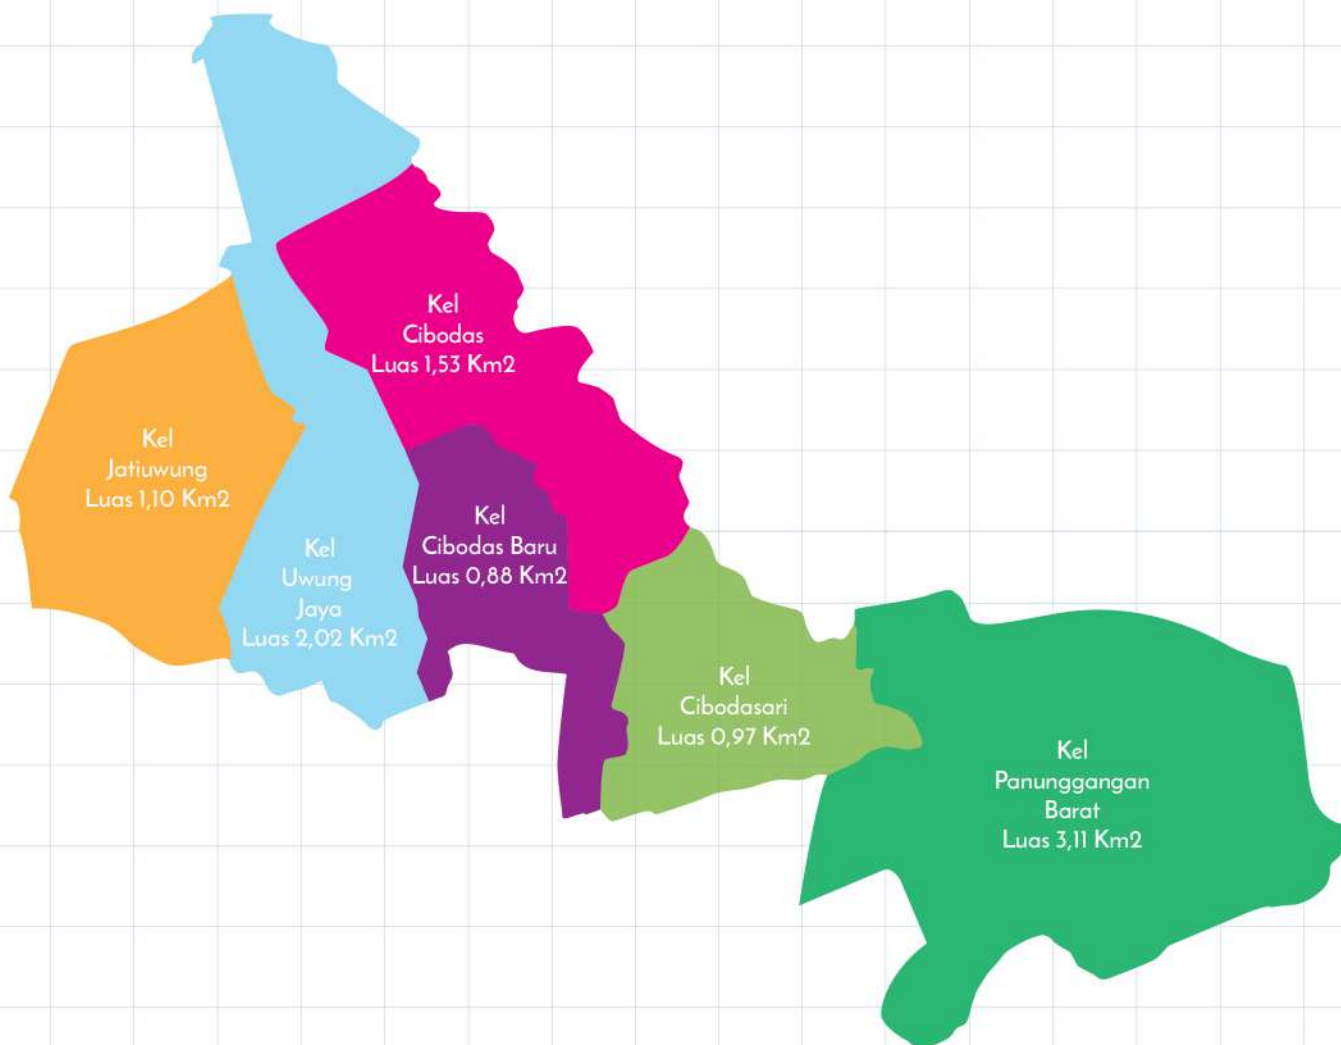 Kel
Cibodas
Luas 1,53 Km2
Kel
Jatiuwung
Luas 1,10 Km2
Kel
Cibodas Baru
Luas 0,88 Km2
Kel
Uwung
Jaya
Luas 2,02 Km2
Kel
Cibodasari
Luas 0,97 Km2
Kel
Panunggangan
Barat
Luas 3,11 Km2